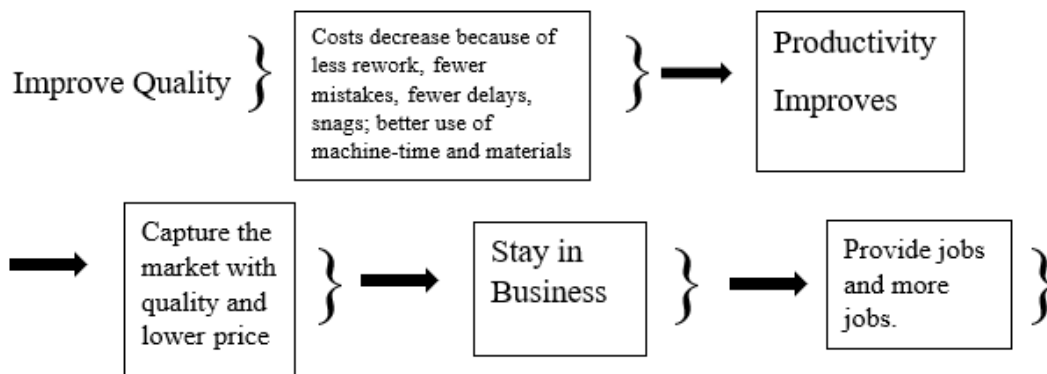 Improve Quality
Costs decrease because of
less rework, fewer
mistakes, fewer delays,
snags; better use of
machine-time and materials
Productivity
Improves
Capture the
market with
quality and
lower price
Stay in
Business
Provide jobs
and more
jobs.